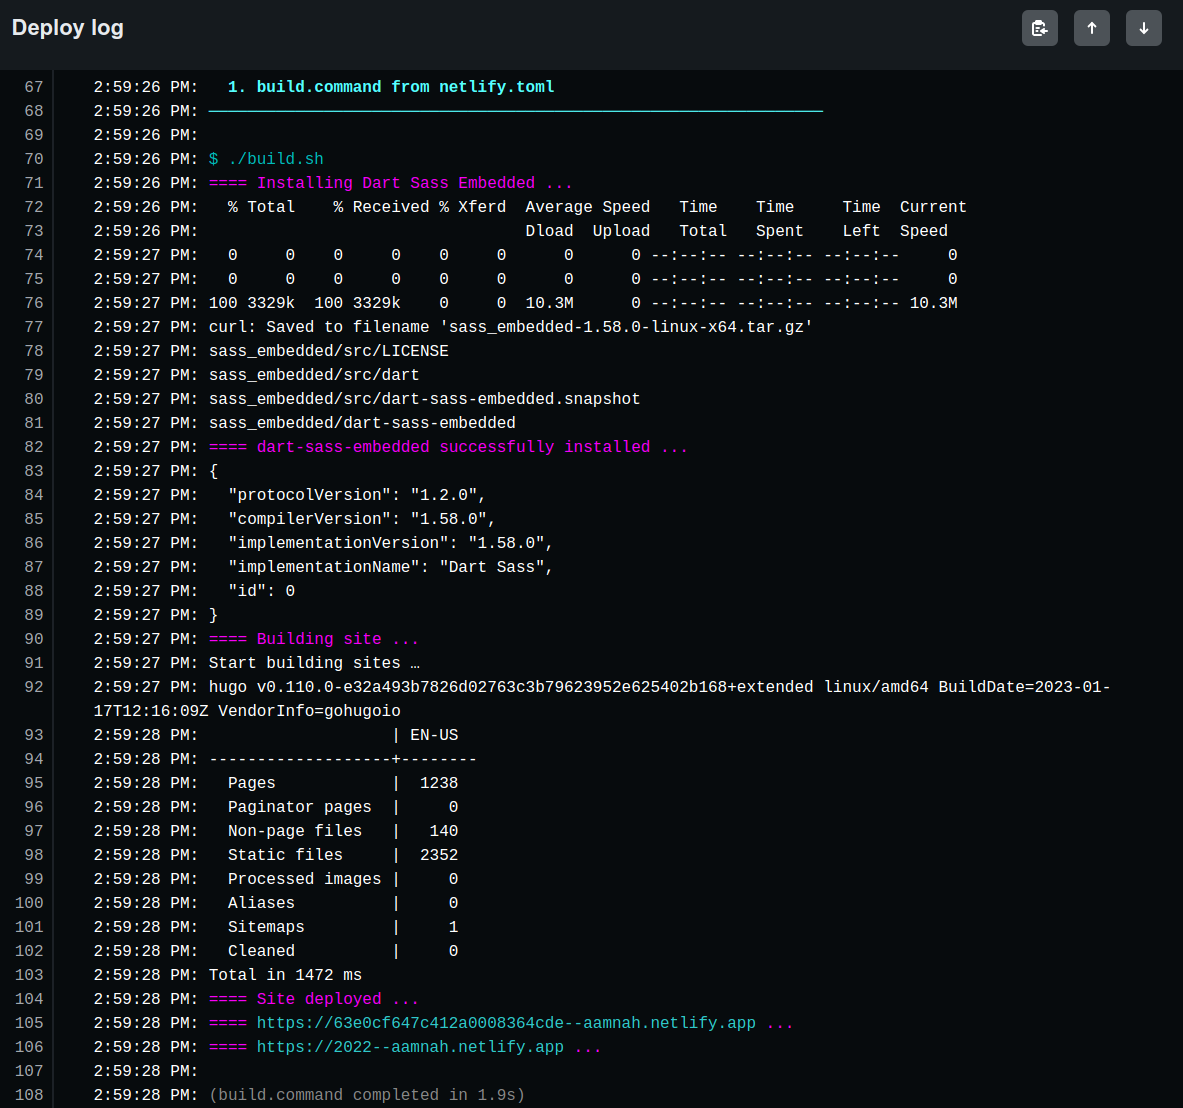 Deploy log
67 2:59:26 PM:   1. build.command from netlify.toml
68 2:59:26 PM: ────────────────────────────────────────────────────────────────
69 2:59:26 PM:
70 2:59:26 PM: $ ./build.sh
71 2:59:26 PM: ==== Installing Dart Sass Embedded ...
72 2:59:26 PM:   % Total    % Received % Xferd  Average Speed   Time    Time     Time  Current
73 2:59:26 PM:                                  Dload  Upload   Total   Spent    Left  Speed
74 2:59:27 PM:   0     0    0     0    0     0      0      0 --:--:-- --:--:-- --:--:--     0
75 2:59:27 PM:   0     0    0     0    0     0      0      0 --:--:-- --:--:-- --:--:--     0
76 2:59:27 PM: 100 3329k  100 3329k    0     0  10.3M      0 --:--:-- --:--:-- --:--:-- 10.3M
77 2:59:27 PM: curl: Saved to filename 'sass_embedded-1.58.0-linux-x64.tar.gz'
78 2:59:27 PM: sass_embedded/src/LICENSE
79 2:59:27 PM: sass_embedded/src/dart
80 2:59:27 PM: sass_embedded/src/dart-sass-embedded.snapshot
81 2:59:27 PM: sass_embedded/dart-sass-embedded
82 2:59:27 PM: ==== dart-sass-embedded successfully installed ...
83 2:59:27 PM: {
84 2:59:27 PM:   "protocolVersion": "1.2.0",
85 2:59:27 PM:   "compilerVersion": "1.58.0",
86 2:59:27 PM:   "implementationVersion": "1.58.0",
87 2:59:27 PM:   "implementationName": "Dart Sass",
88 2:59:27 PM:   "id": 0
89 2:59:27 PM: }
90 2:59:27 PM: ==== Building site ...
91 2:59:27 PM: Start building sites …
92 2:59:27 PM: hugo v0.110.0-e32a493b7826d02763c3b79623952e625402b168+extended linux/amd64 BuildDate=2023-01-
17T12:16:09Z VendorInfo=gohugoio
93 2:59:28 PM:                    | EN-US
94 2:59:28 PM: -------------------+--------
95 2:59:28 PM:   Pages            |  1238
96 2:59:28 PM:   Paginator pages  |     0
97 2:59:28 PM:   Non-page files   |   140
98 2:59:28 PM:   Static files     |  2352
99 2:59:28 PM:   Processed images |     0
100 2:59:28 PM:   Aliases          |     0
101 2:59:28 PM:   Sitemaps         |     1
102 2:59:28 PM:   Cleaned          |     0
103 2:59:28 PM: Total in 1472 ms
104 2:59:28 PM: ==== Site deployed ...
105 2:59:28 PM: ==== https://63e0cf647c412a0008364cde--aamnah.netlify.app ...
106 2:59:28 PM: ==== https://2022--aamnah.netlify.app ...
107 2:59:28 PM:
108 2:59:28 PM: (build.command completed in 1.9s)